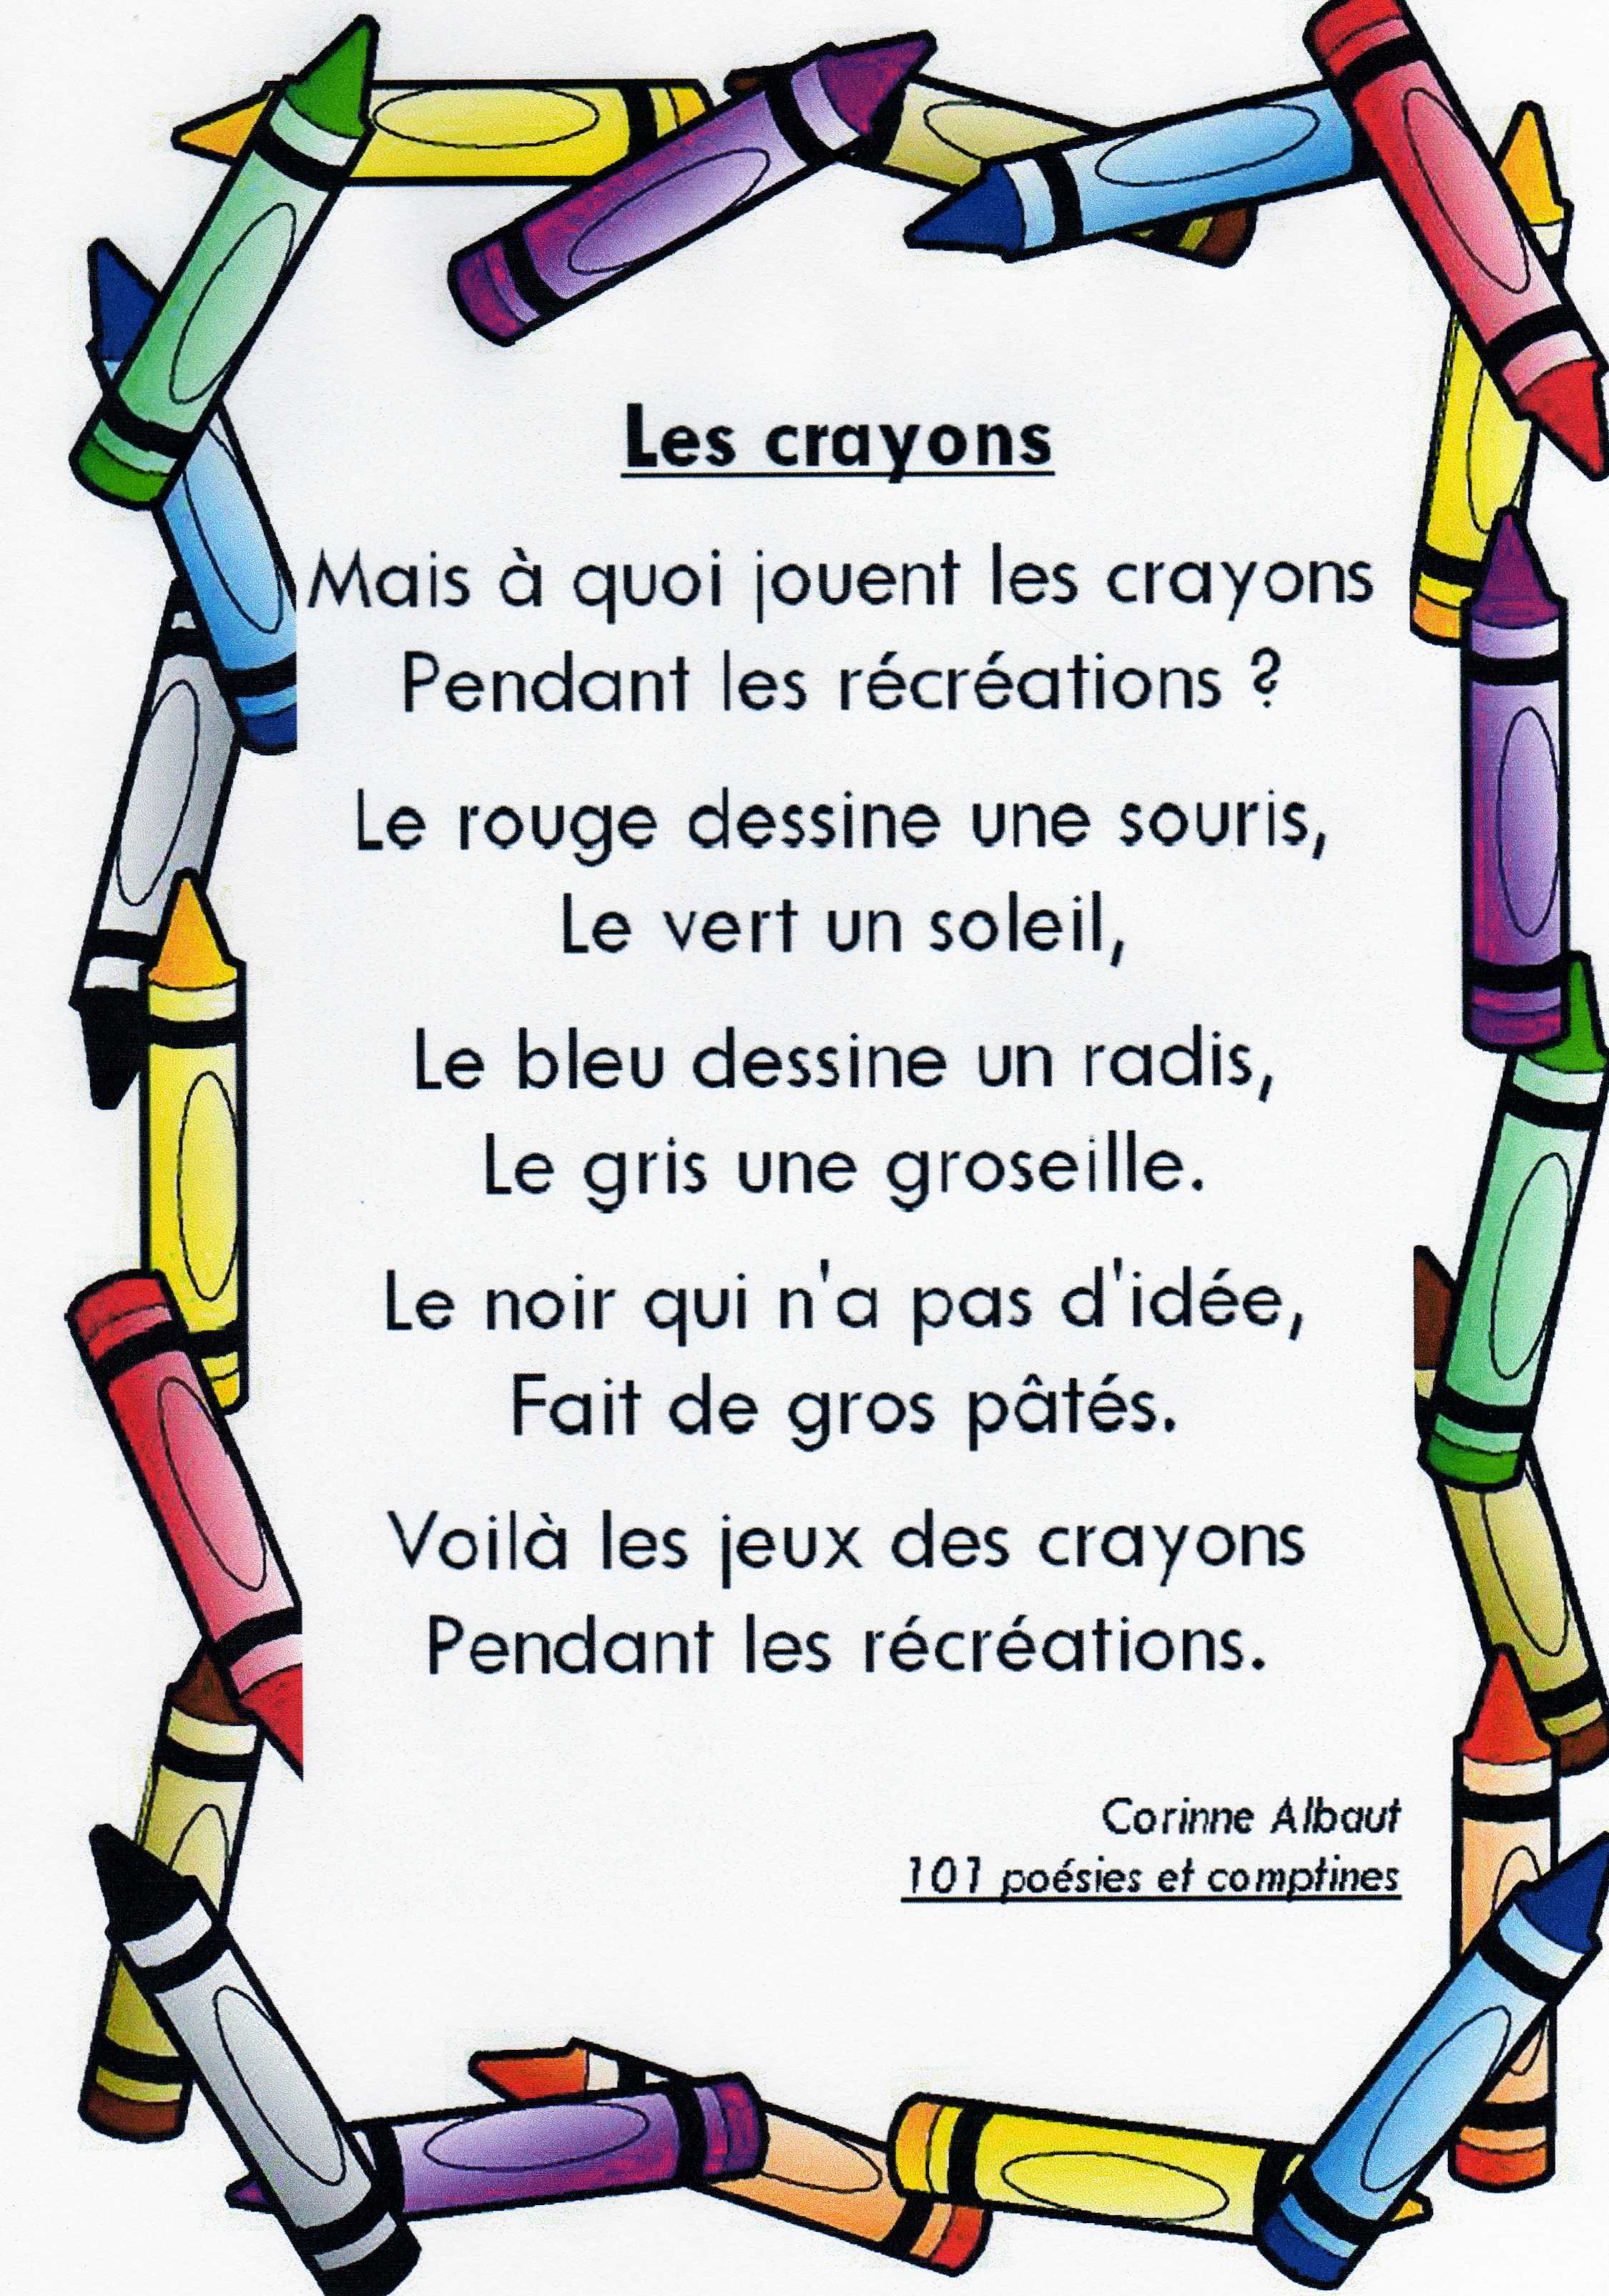 Les crayons
Mais à quoi jouent les crayons
Pendant les récréations ?
Le rouge dessine une souris,
Le vert un soleil,
Le bleu dessine un radis,
Le gris une groseille.
Le noir qui n'a pas d'idée,
Fait de gros pâtés.
Voilà les jeux des crayons
Pendant les récréations.
Corinne Albaut
101 poésies et comptines